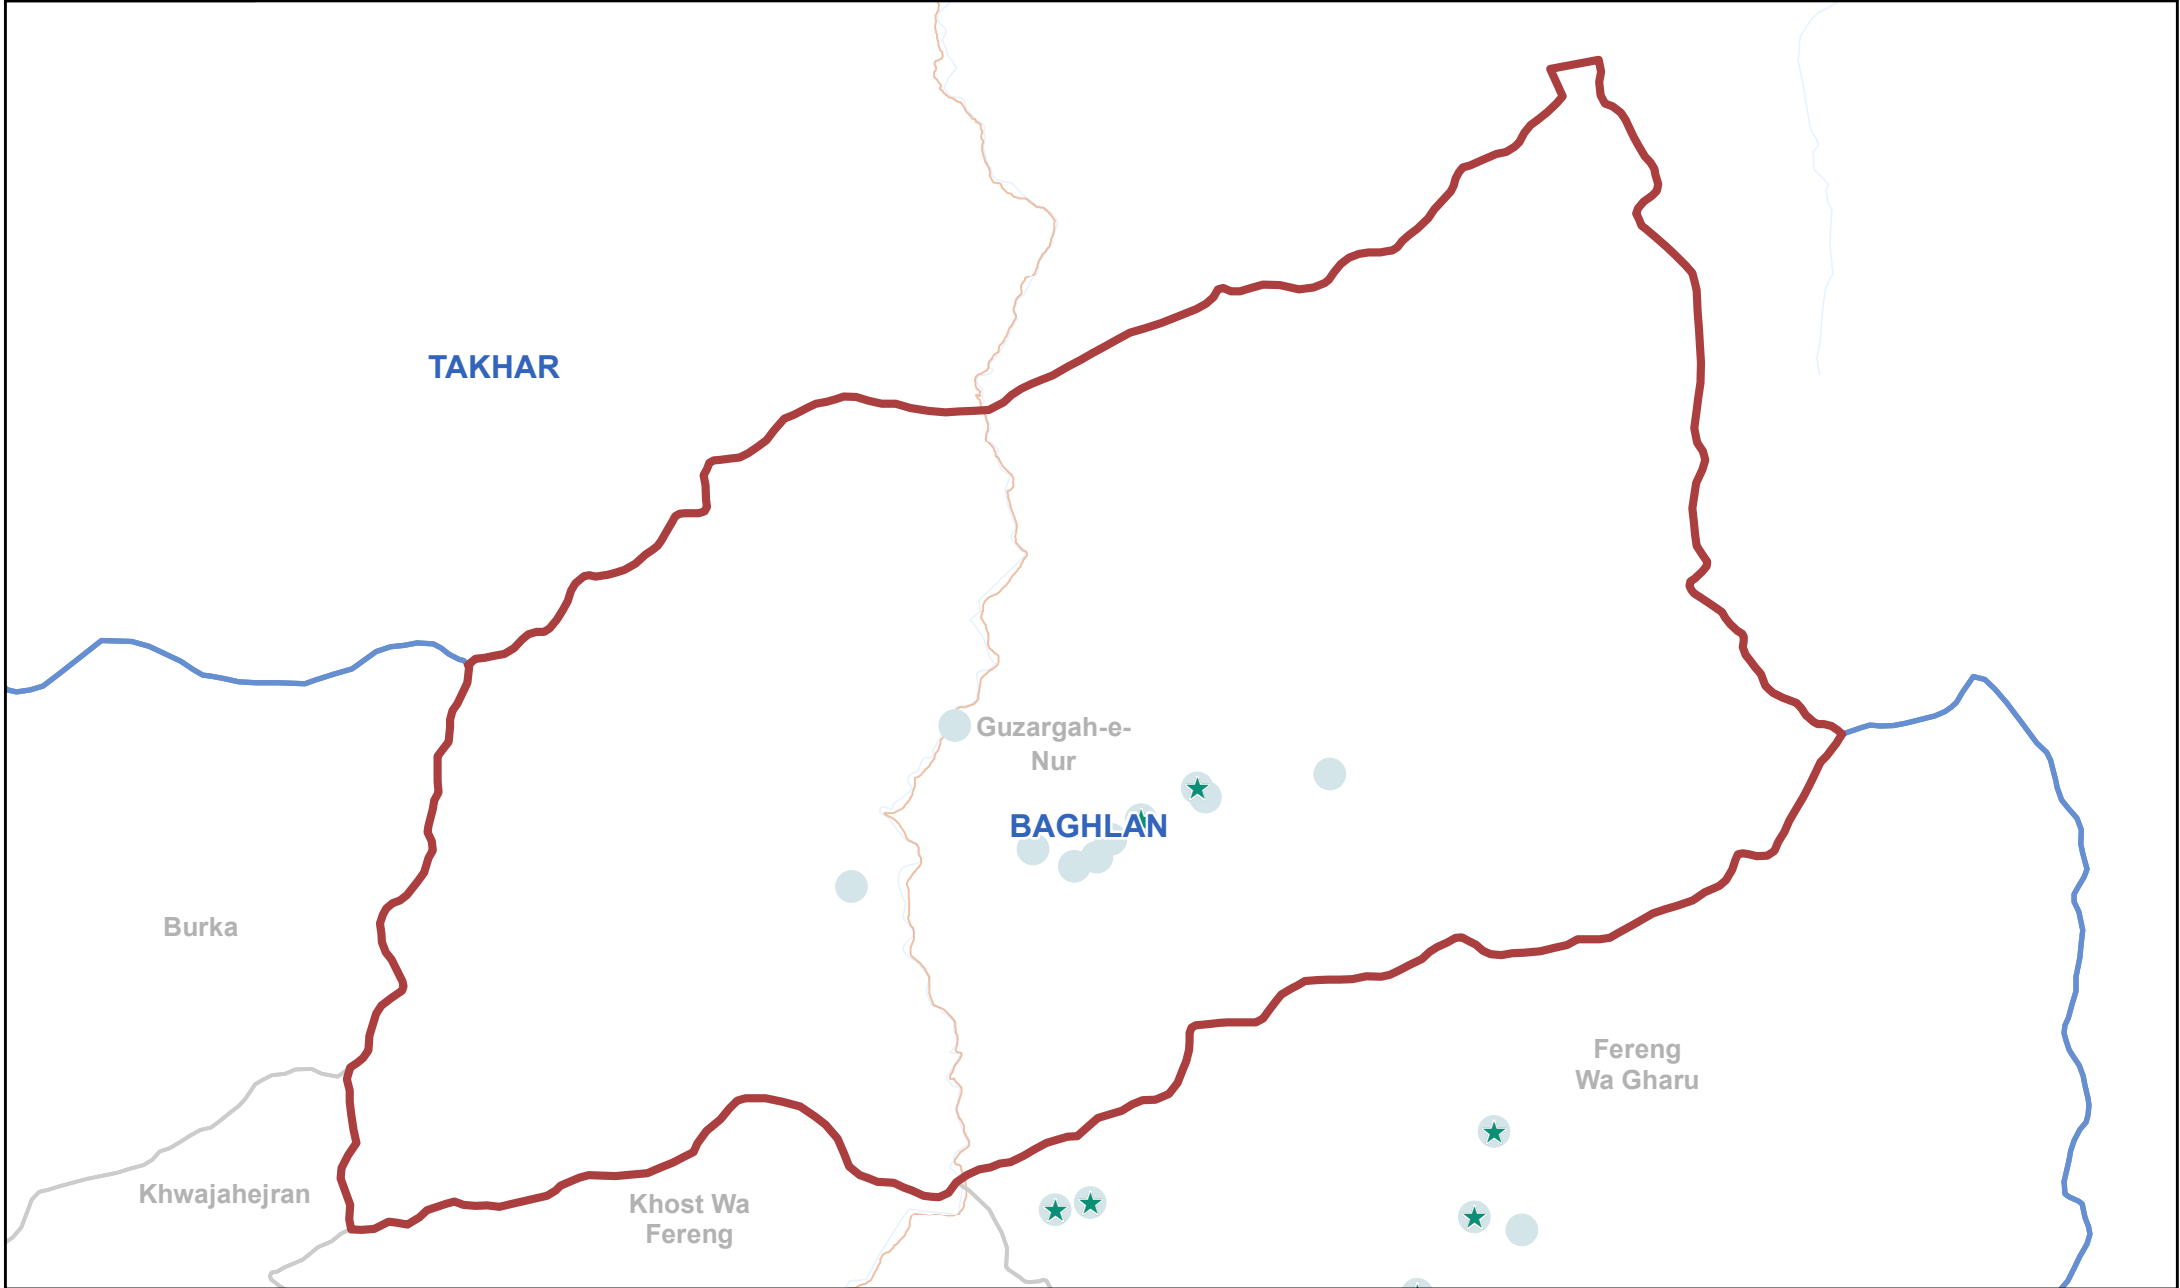 TAKHAR
Guzargah-e-
Nur
BAGHLAN
Burka
Fereng
Wa Gharu
Khwajahejran
Khost Wa
Fereng